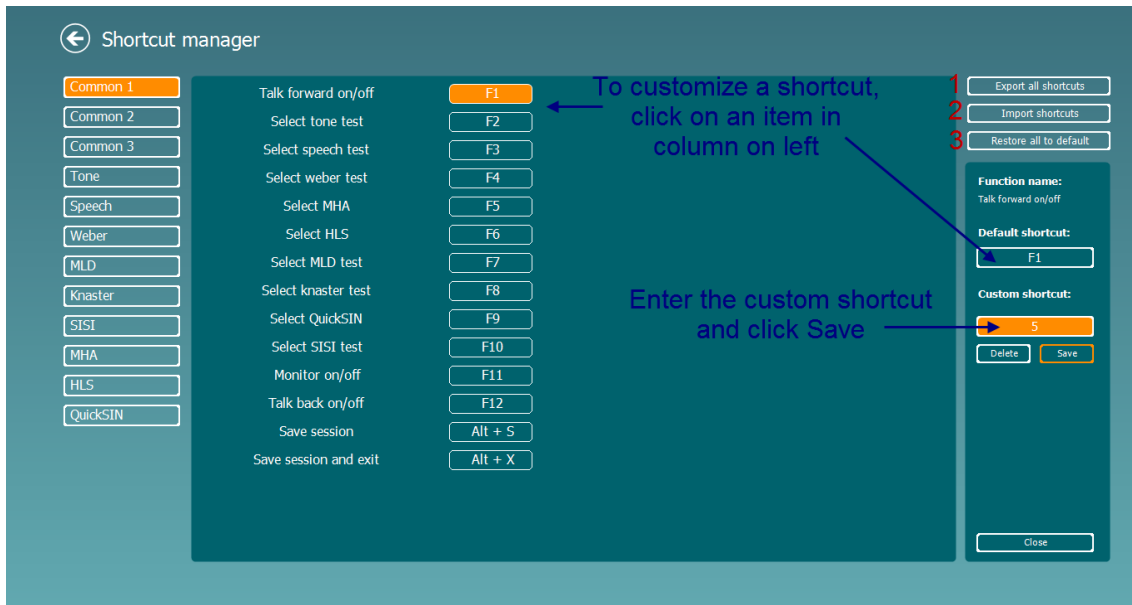 Shortcut manager
Common 1
Common 2
Common 3
Tone
Speech
Weber
MLD
Knaster
SISI
MHA
HLS
QuickSIN
Talk forward on/off F1
Select tone test F2
Select speech test F3
Select weber test F4
Select MHA F5
Select HLS F6
Select MLD test F7
Select knaster test F8
Select QuickSIN F9
Select SISI test F10
Monitor on/off F11
Talk back on/off F12
Save session Alt + S
Save session and exit Alt + X
To customize a shortcut,
click on an item in
column on left
Enter the custom shortcut
and click Save
1 Export all shortcuts
2 Import shortcuts
3 Restore all to default
Function name:
Talk forward on/off
Default shortcut:
F1
Custom shortcut:
5
Delete Save
Close